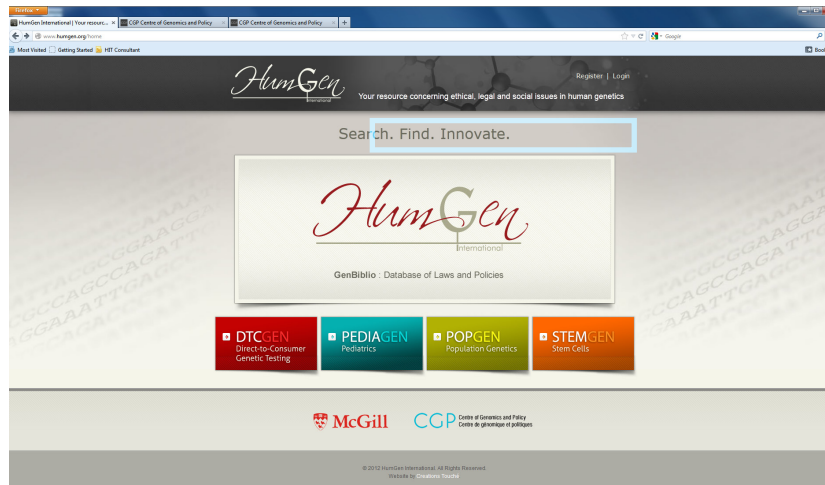 Firefox
HumGen International | Your resourc...
CGP Centre of Genomics and Policy
CGP Centre of Genomics and Policy
www.humgen.org/home
Google
Most Visited
Getting Started
HIT Consultant
Register | Login
HumGen
International
Your resource concerning ethical, legal and social issues in human genetics
Search. Find. Innovate.
HumGen
International
GenBiblio : Database of Laws and Policies
DTCGEN
Direct-to-Consumer
Genetic Testing
PEDIAGEN
Pediatrics
POPGEN
Population Genetics
STEMGEN
Stem Cells
McGill
CGP
Centre of Genomics and Policy
Centre de génomique et politiques
© 2012 HumGen International. All Rights Reserved.
Website by Creations Touché